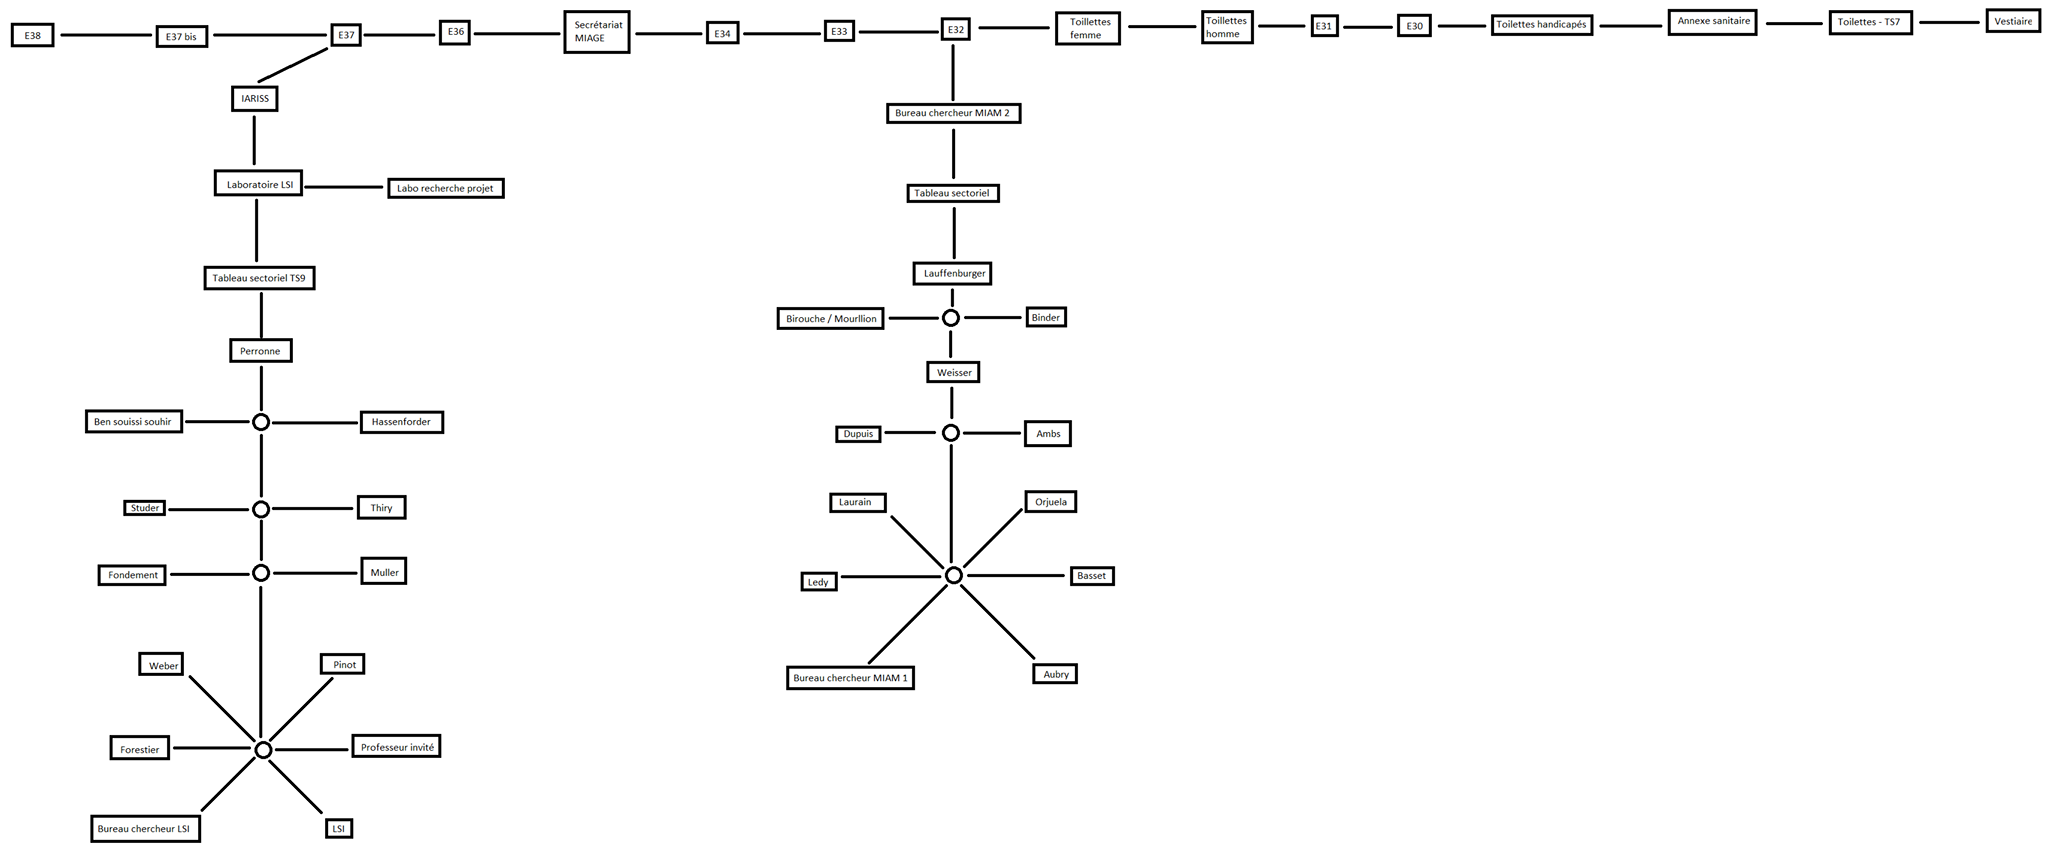 E38
E37 bis
E37
E36
Secrétariat
MIAGE
E34
E33
E32
Toillettes
femme
Toillettes
homme
E31
E30
Toilettes handicapés
Annexe sanitaire
Toilettes - TS7
Vestiaire
IARISS
Bureau chercheur MIAM 2
Laboratoire LSI
Labo recherche projet
Tableau sectoriel
Tableau sectoriel TS9
Lauffenburger
Birouche / Mourllion
Binder
Perronne
Weisser
Ben souissi souhir
Hassenforder
Dupuis
Ambs
Studer
Thiry
Laurain
Orjuela
Fondement
Muller
Ledy
Basset
Weber
Pinot
Bureau chercheur MIAM 1
Aubry
Forestier
Professeur invité
Bureau chercheur LSI
LSI